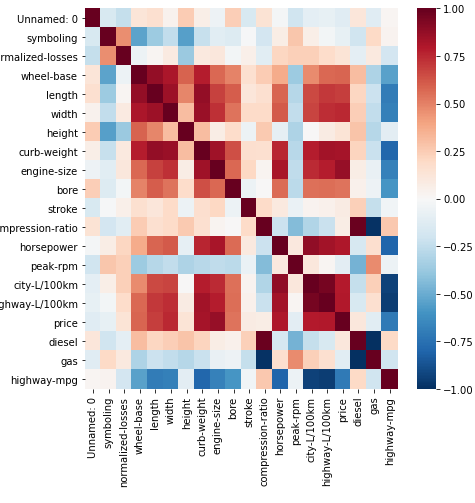 Unnamed: 0
symboling
ormalized-losses
wheel-base
length
width
height
curb-weight
engine-size
bore
stroke
ompression-ratio
horsepower
peak-rpm
city-L/100km
ighway-L/100km
price
diesel
gas
highway-mpg
Unnamed: 0
symboling
normalized-losses
wheel-base
length
width
height
curb-weight
engine-size
bore
stroke
compression-ratio
horsepower
peak-rpm
city-L/100km
highway-L/100km
price
diesel
gas
highway-mpg
1.00
0.75
0.50
0.25
0.00
−0.25
−0.50
−0.75
−1.00